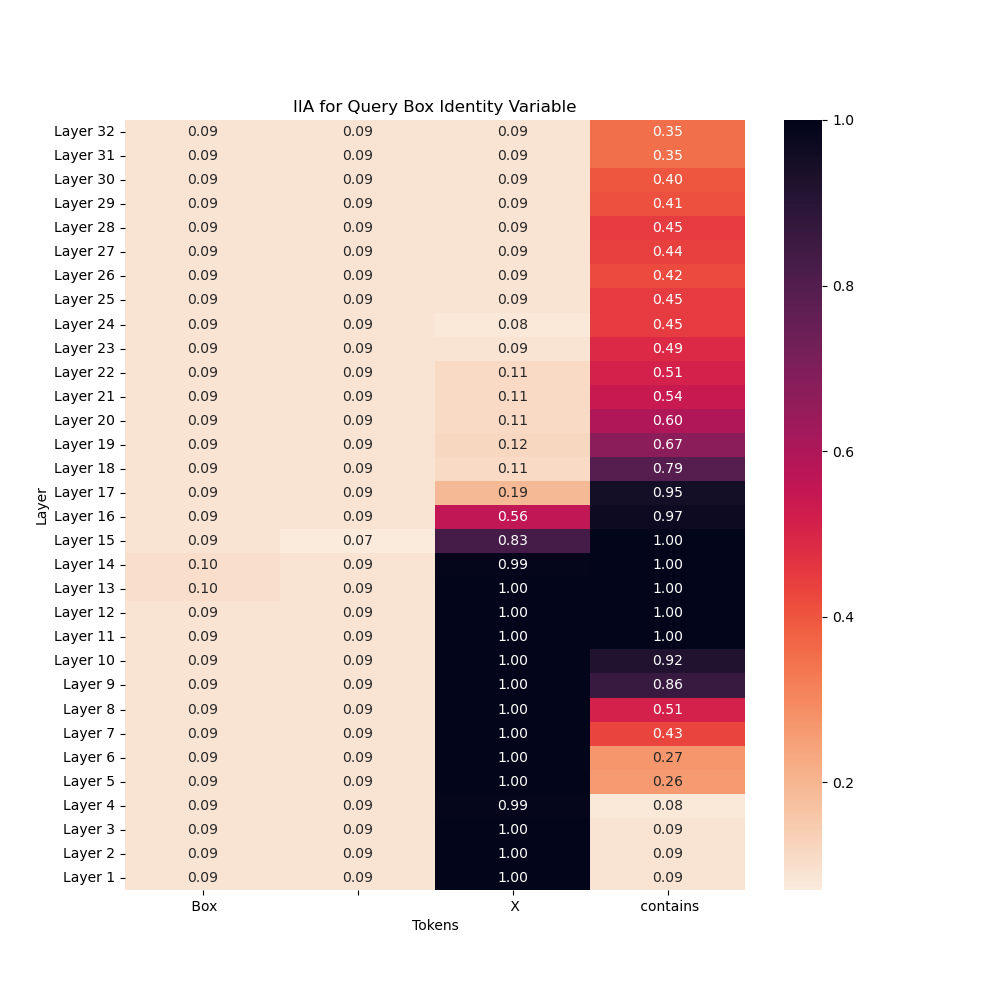 IIA for Query Box Identity Variable
Layer 32 0.09 0.09 0.09 0.35 1.0
Layer 31 0.09 0.09 0.09 0.35
Layer 30 0.09 0.09 0.09 0.40
Layer 29 0.09 0.09 0.09 0.41
Layer 28 0.09 0.09 0.09 0.45
Layer 27 0.09 0.09 0.09 0.44
Layer 26 0.09 0.09 0.09 0.42
Layer 25 0.09 0.09 0.09 0.45 0.8
Layer 24 0.09 0.09 0.08 0.45
Layer 23 0.09 0.09 0.09 0.49
Layer 22 0.09 0.09 0.11 0.51
Layer 21 0.09 0.09 0.11 0.54
Layer 20 0.09 0.09 0.11 0.60
Layer 19 0.09 0.09 0.12 0.67 0.6
Layer 18 0.09 0.09 0.11 0.79
Layer 17 0.09 0.09 0.19 0.95
Layer
Layer 16 0.09 0.09 0.56 0.97
Layer 15 0.09 0.07 0.83 1.00
Layer 14 0.10 0.09 0.99 1.00
Layer 13 0.10 0.09 1.00 1.00
Layer 12 0.09 0.09 1.00 1.00 0.4
Layer 11 0.09 0.09 1.00 1.00
Layer 10 0.09 0.09 1.00 0.92
Layer 9 0.09 0.09 1.00 0.86
Layer 8 0.09 0.09 1.00 0.51
Layer 7 0.09 0.09 1.00 0.43
Layer 6 0.09 0.09 1.00 0.27
Layer 5 0.09 0.09 1.00 0.26 0.2
Layer 4 0.09 0.09 0.99 0.08
Layer 3 0.09 0.09 1.00 0.09
Layer 2 0.09 0.09 1.00 0.09
Layer 1 0.09 0.09 1.00 0.09
Box X contains
Tokens